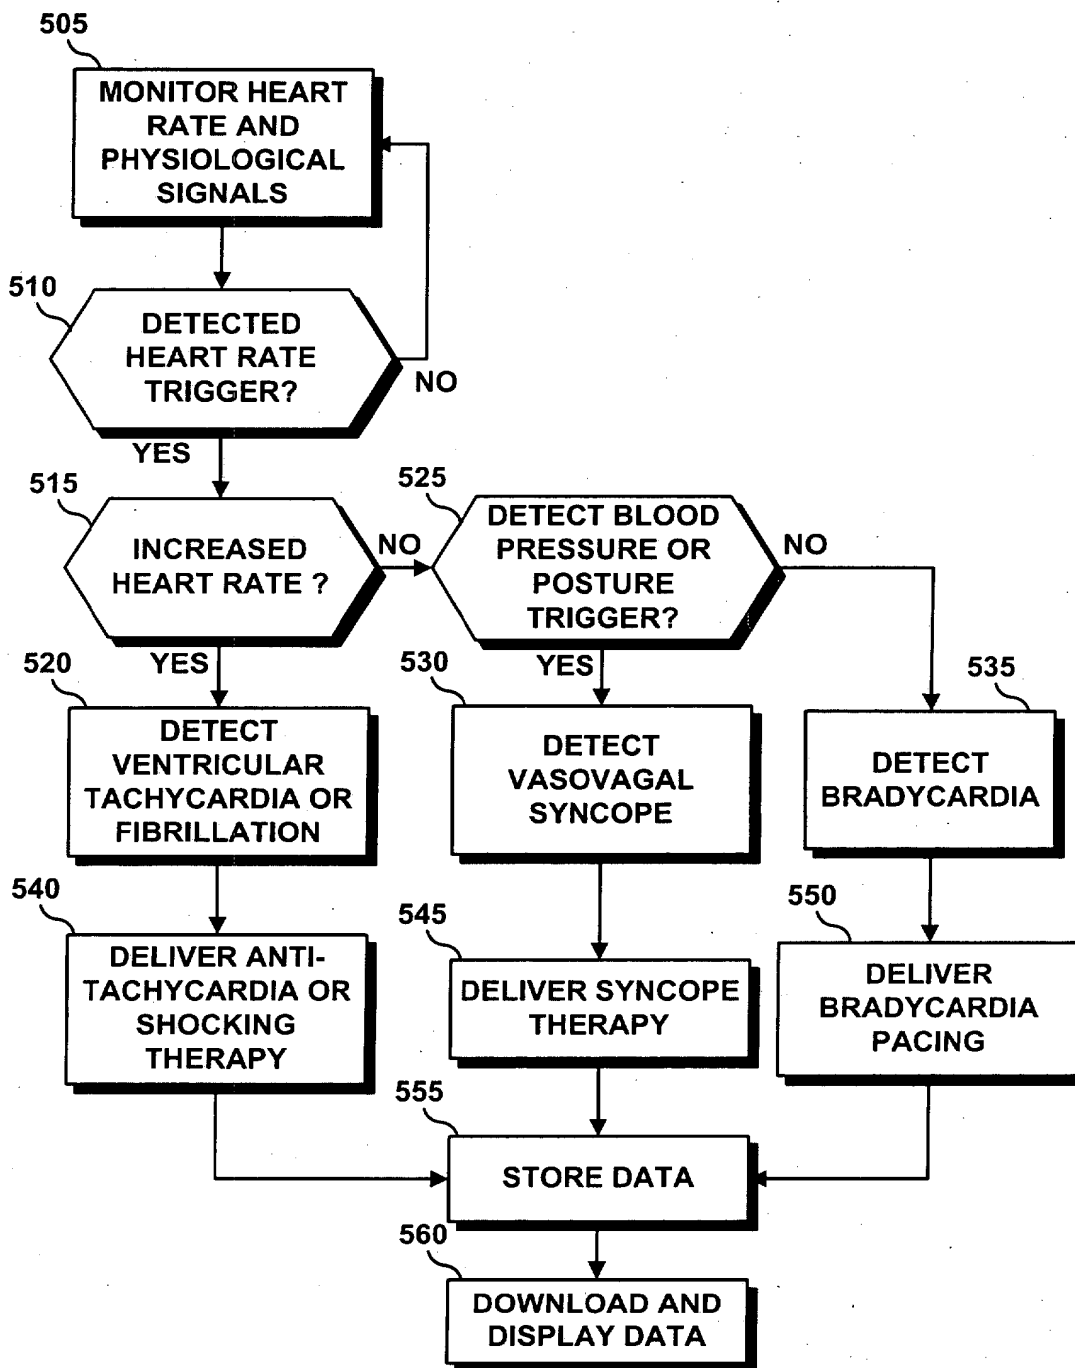 505
MONITOR HEART
RATE AND
PHYSIOLOGICAL
SIGNALS
510
DETECTED
HEART RATE
TRIGGER?
NO
YES
515
INCREASED
HEART RATE ?
NO
525
DETECT BLOOD
PRESSURE OR
POSTURE
TRIGGER?
NO
YES
520
DETECT
VENTRICULAR
TACHYCARDIA OR
FIBRILLATION
YES
530
DETECT
VASOVAGAL
SYNCOPE
535
DETECT
BRADYCARDIA
540
DELIVER ANTI-
TACHYCARDIA OR
SHOCKING
THERAPY
545
DELIVER SYNCOPE
THERAPY
550
DELIVER
BRADYCARDIA
PACING
555
STORE DATA
560
DOWNLOAD AND
DISPLAY DATA